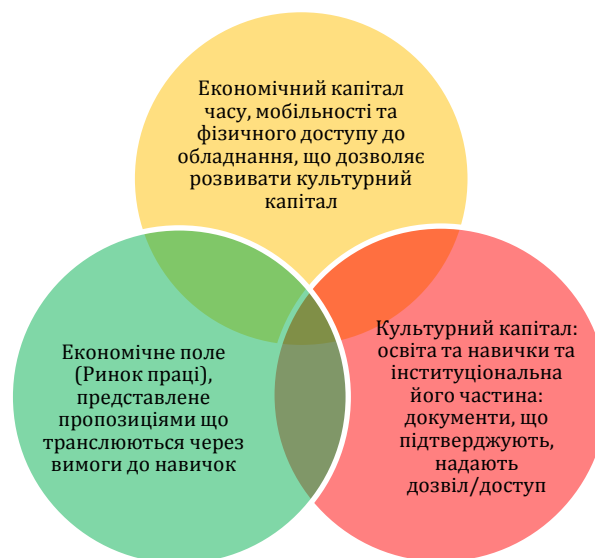 Економічний капітал
часу, мобільності та
фізичного доступу до
обладнання, що дозволяє
розвивати культурний
капітал
Економічне поле
(Ринок праці),
представлене
пропозиціями що
транслюються через
вимоги до навичок
Культурний капітал:
освіта та навички та
інституціональна
його частина:
документи, що
підтверджують,
надають
дозвіл/доступ